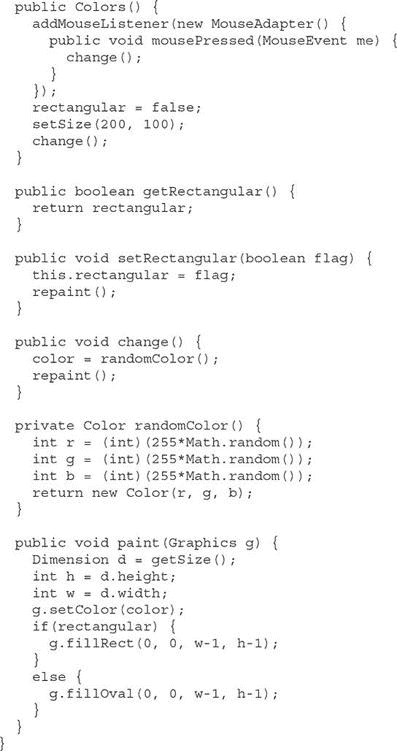 public Colors() {
  addMouseListener(new MouseAdapter() {
    public void mousePressed(MouseEvent me) {
      change();
    }
  });
  rectangular = false;
  setSize(200, 100);
  change();
}

public boolean getRectangular() {
  return rectangular;
}

public void setRectangular(boolean flag) {
  this.rectangular = flag;
  repaint();
}

public void change() {
  color = randomColor();
  repaint();
}

private Color randomColor() {
  int r = (int)(255*Math.random());
  int g = (int)(255*Math.random());
  int b = (int)(255*Math.random());
  return new Color(r, g, b);
}

public void paint(Graphics g) {
  Dimension d = getSize();
  int h = d.height;
  int w = d.width;
  g.setColor(color);
  if(rectangular) {
    g.fillRect(0, 0, w-1, h-1);
  }
  else {
    g.fillOval(0, 0, w-1, h-1);
  }
}
}